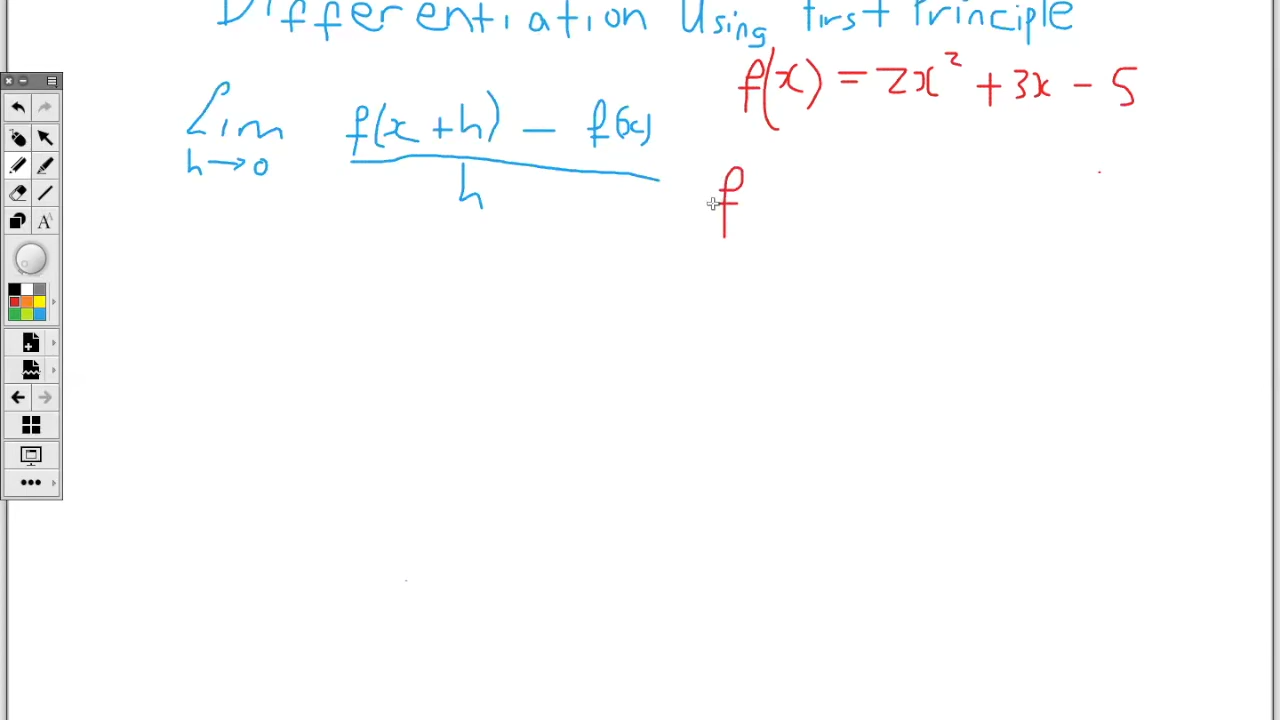 Differentiation Using First Principle
f(x) = 2x² + 3x - 5
Lim f(x + h) - f(x)
h→0 h
f